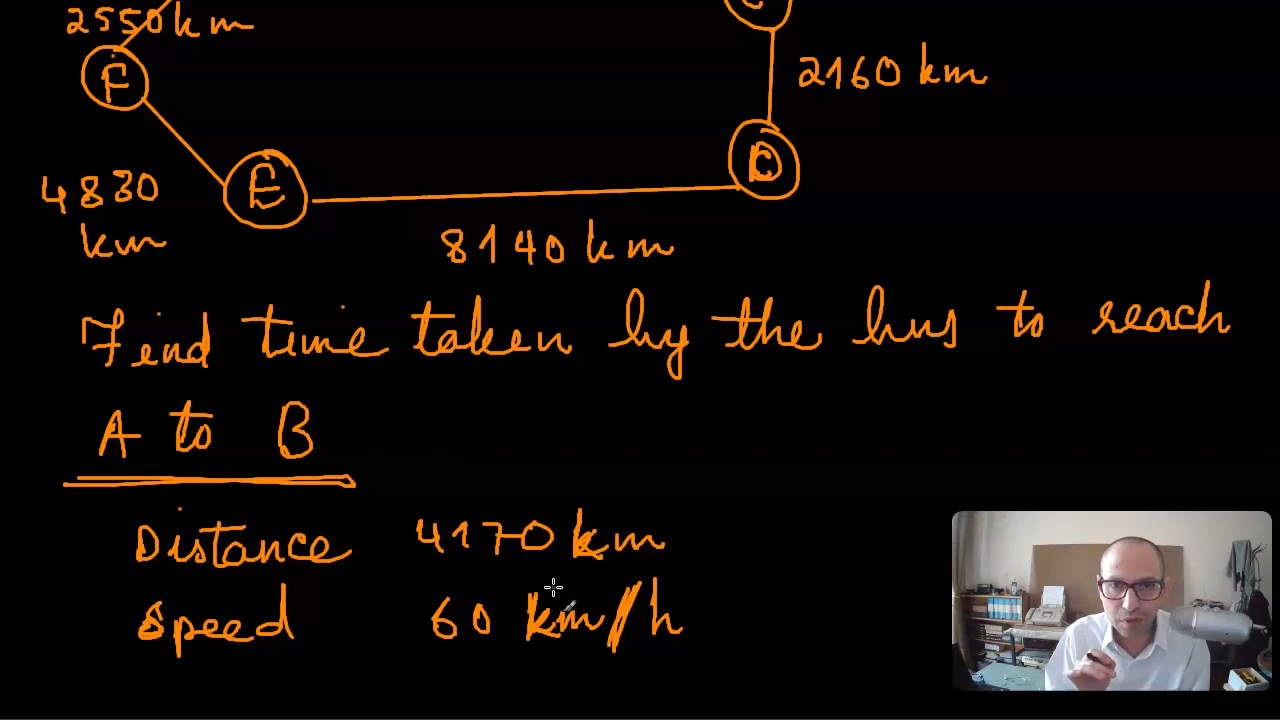 2550 km
C
F
2160 km
E
D
4830
km
8140 km
Find time taken by the bus to reach
A to B
Distance 4170 km
Speed 60 km/h